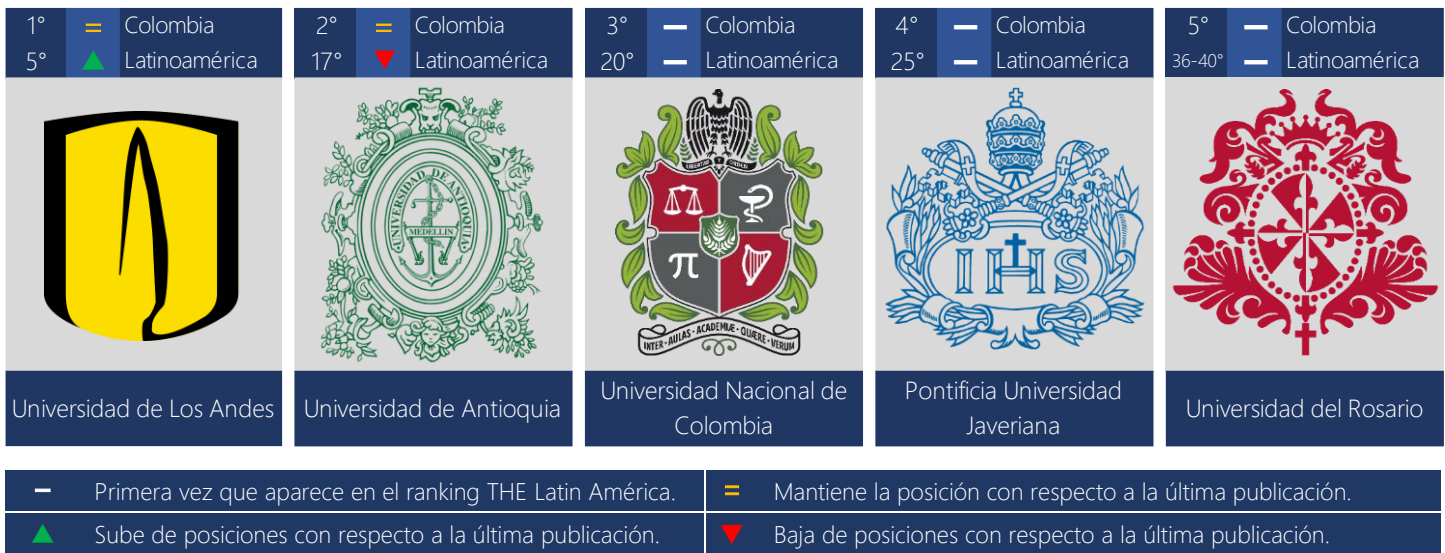 1° = Colombia
5° ▲ Latinoamérica
2° = Colombia
17° ▼ Latinoamérica
3° – Colombia
20° – Latinoamérica
4° – Colombia
25° – Latinoamérica
5° – Colombia
36-40° – Latinoamérica
UNIVERSIDAD DE ANTIOQUIA
MEDELLIN
LIBERTAD ORDEN
π
INTER · AULAS · ACADEMIÆ · QUÆRE · VERUM
IHS
Universidad de Los Andes
Universidad de Antioquia
Universidad Nacional de
Colombia
Pontificia Universidad
Javeriana
Universidad del Rosario
– Primera vez que aparece en el ranking THE Latin América.
= Mantiene la posición con respecto a la última publicación.
▲ Sube de posiciones con respecto a la última publicación.
▼ Baja de posiciones con respecto a la última publicación.